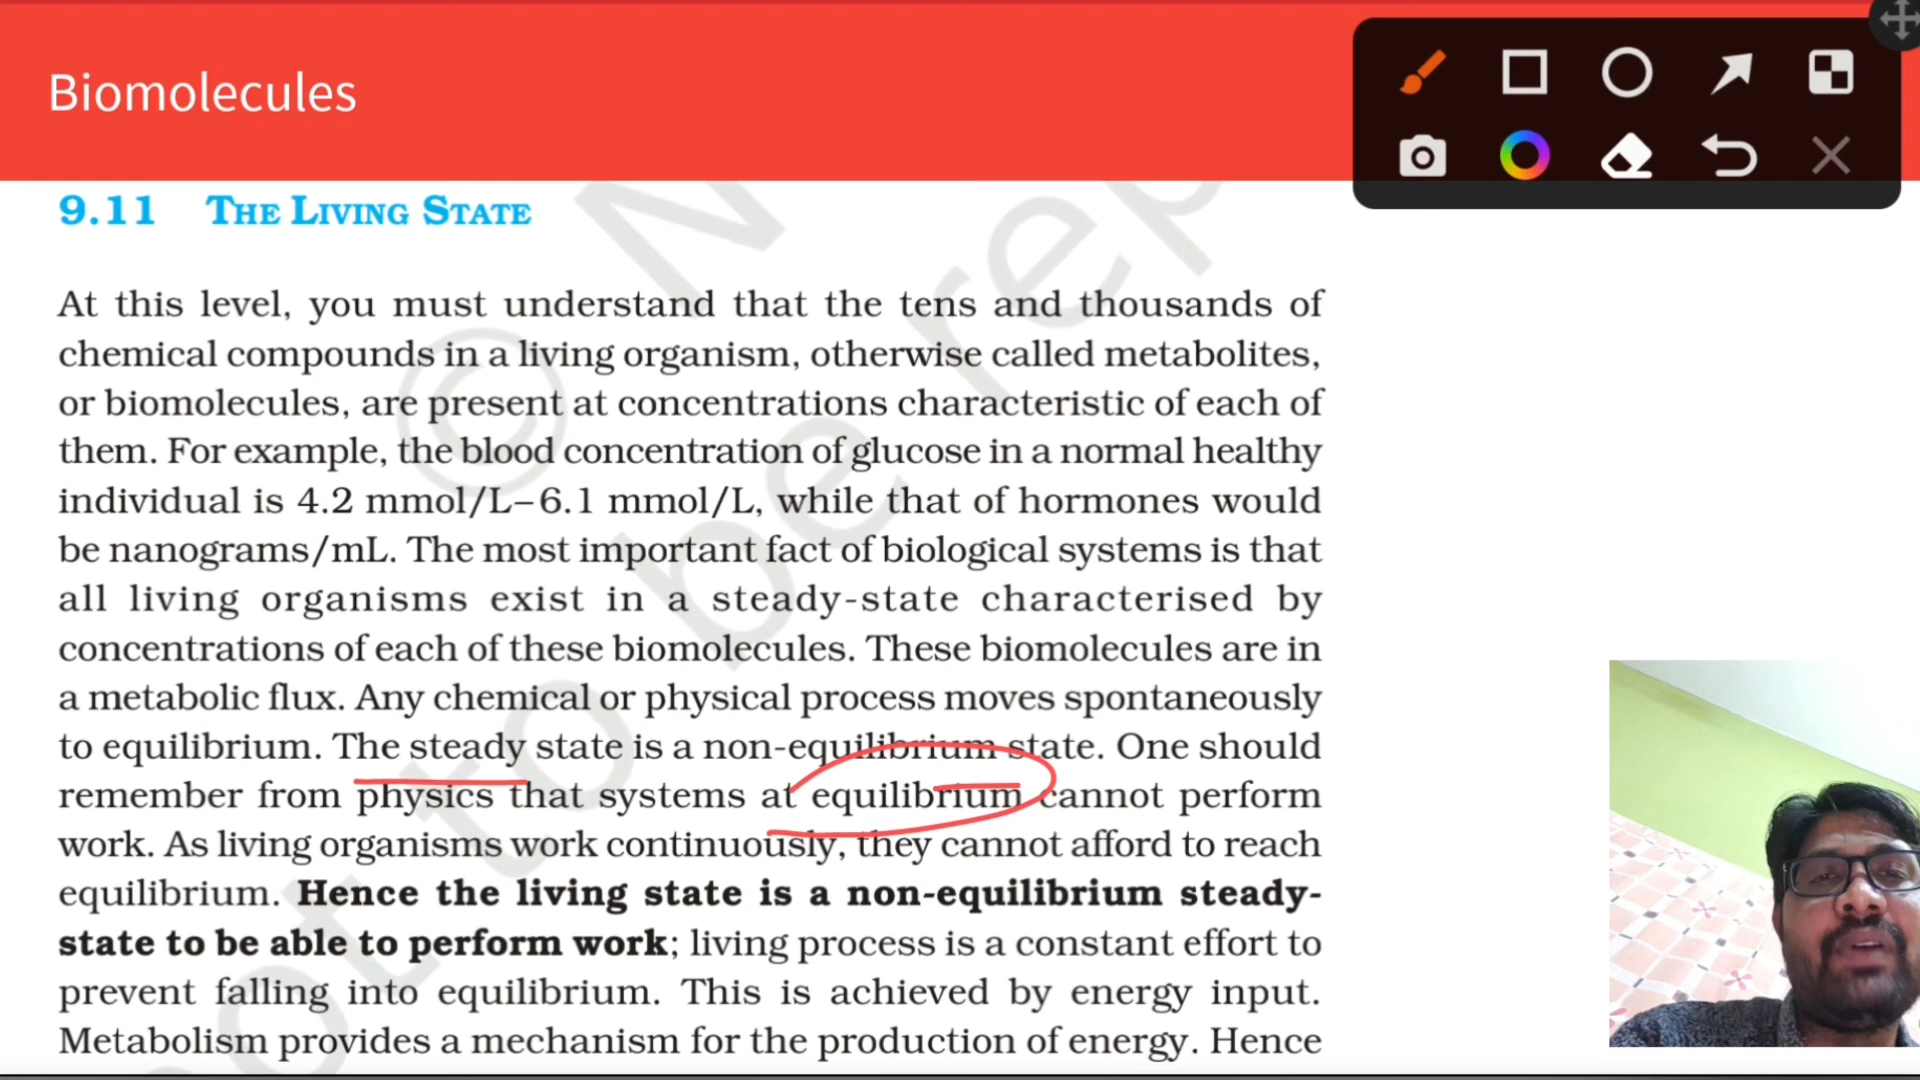 Biomolecules
9.11 THE LIVING STATE
At this level, you must understand that the tens and thousands of
chemical compounds in a living organism, otherwise called metabolites,
or biomolecules, are present at concentrations characteristic of each of
them. For example, the blood concentration of glucose in a normal healthy
individual is 4.2 mmol/L–6.1 mmol/L, while that of hormones would
be nanograms/mL. The most important fact of biological systems is that
all living organisms exist in a steady-state characterised by
concentrations of each of these biomolecules. These biomolecules are in
a metabolic flux. Any chemical or physical process moves spontaneously
to equilibrium. The steady state is a non-equilibrium state. One should
remember from physics that systems at equilibrium cannot perform
work. As living organisms work continuously, they cannot afford to reach
equilibrium. Hence the living state is a non-equilibrium steady-
state to be able to perform work; living process is a constant effort to
prevent falling into equilibrium. This is achieved by energy input.
Metabolism provides a mechanism for the production of energy. Hence
© N
not to be rep